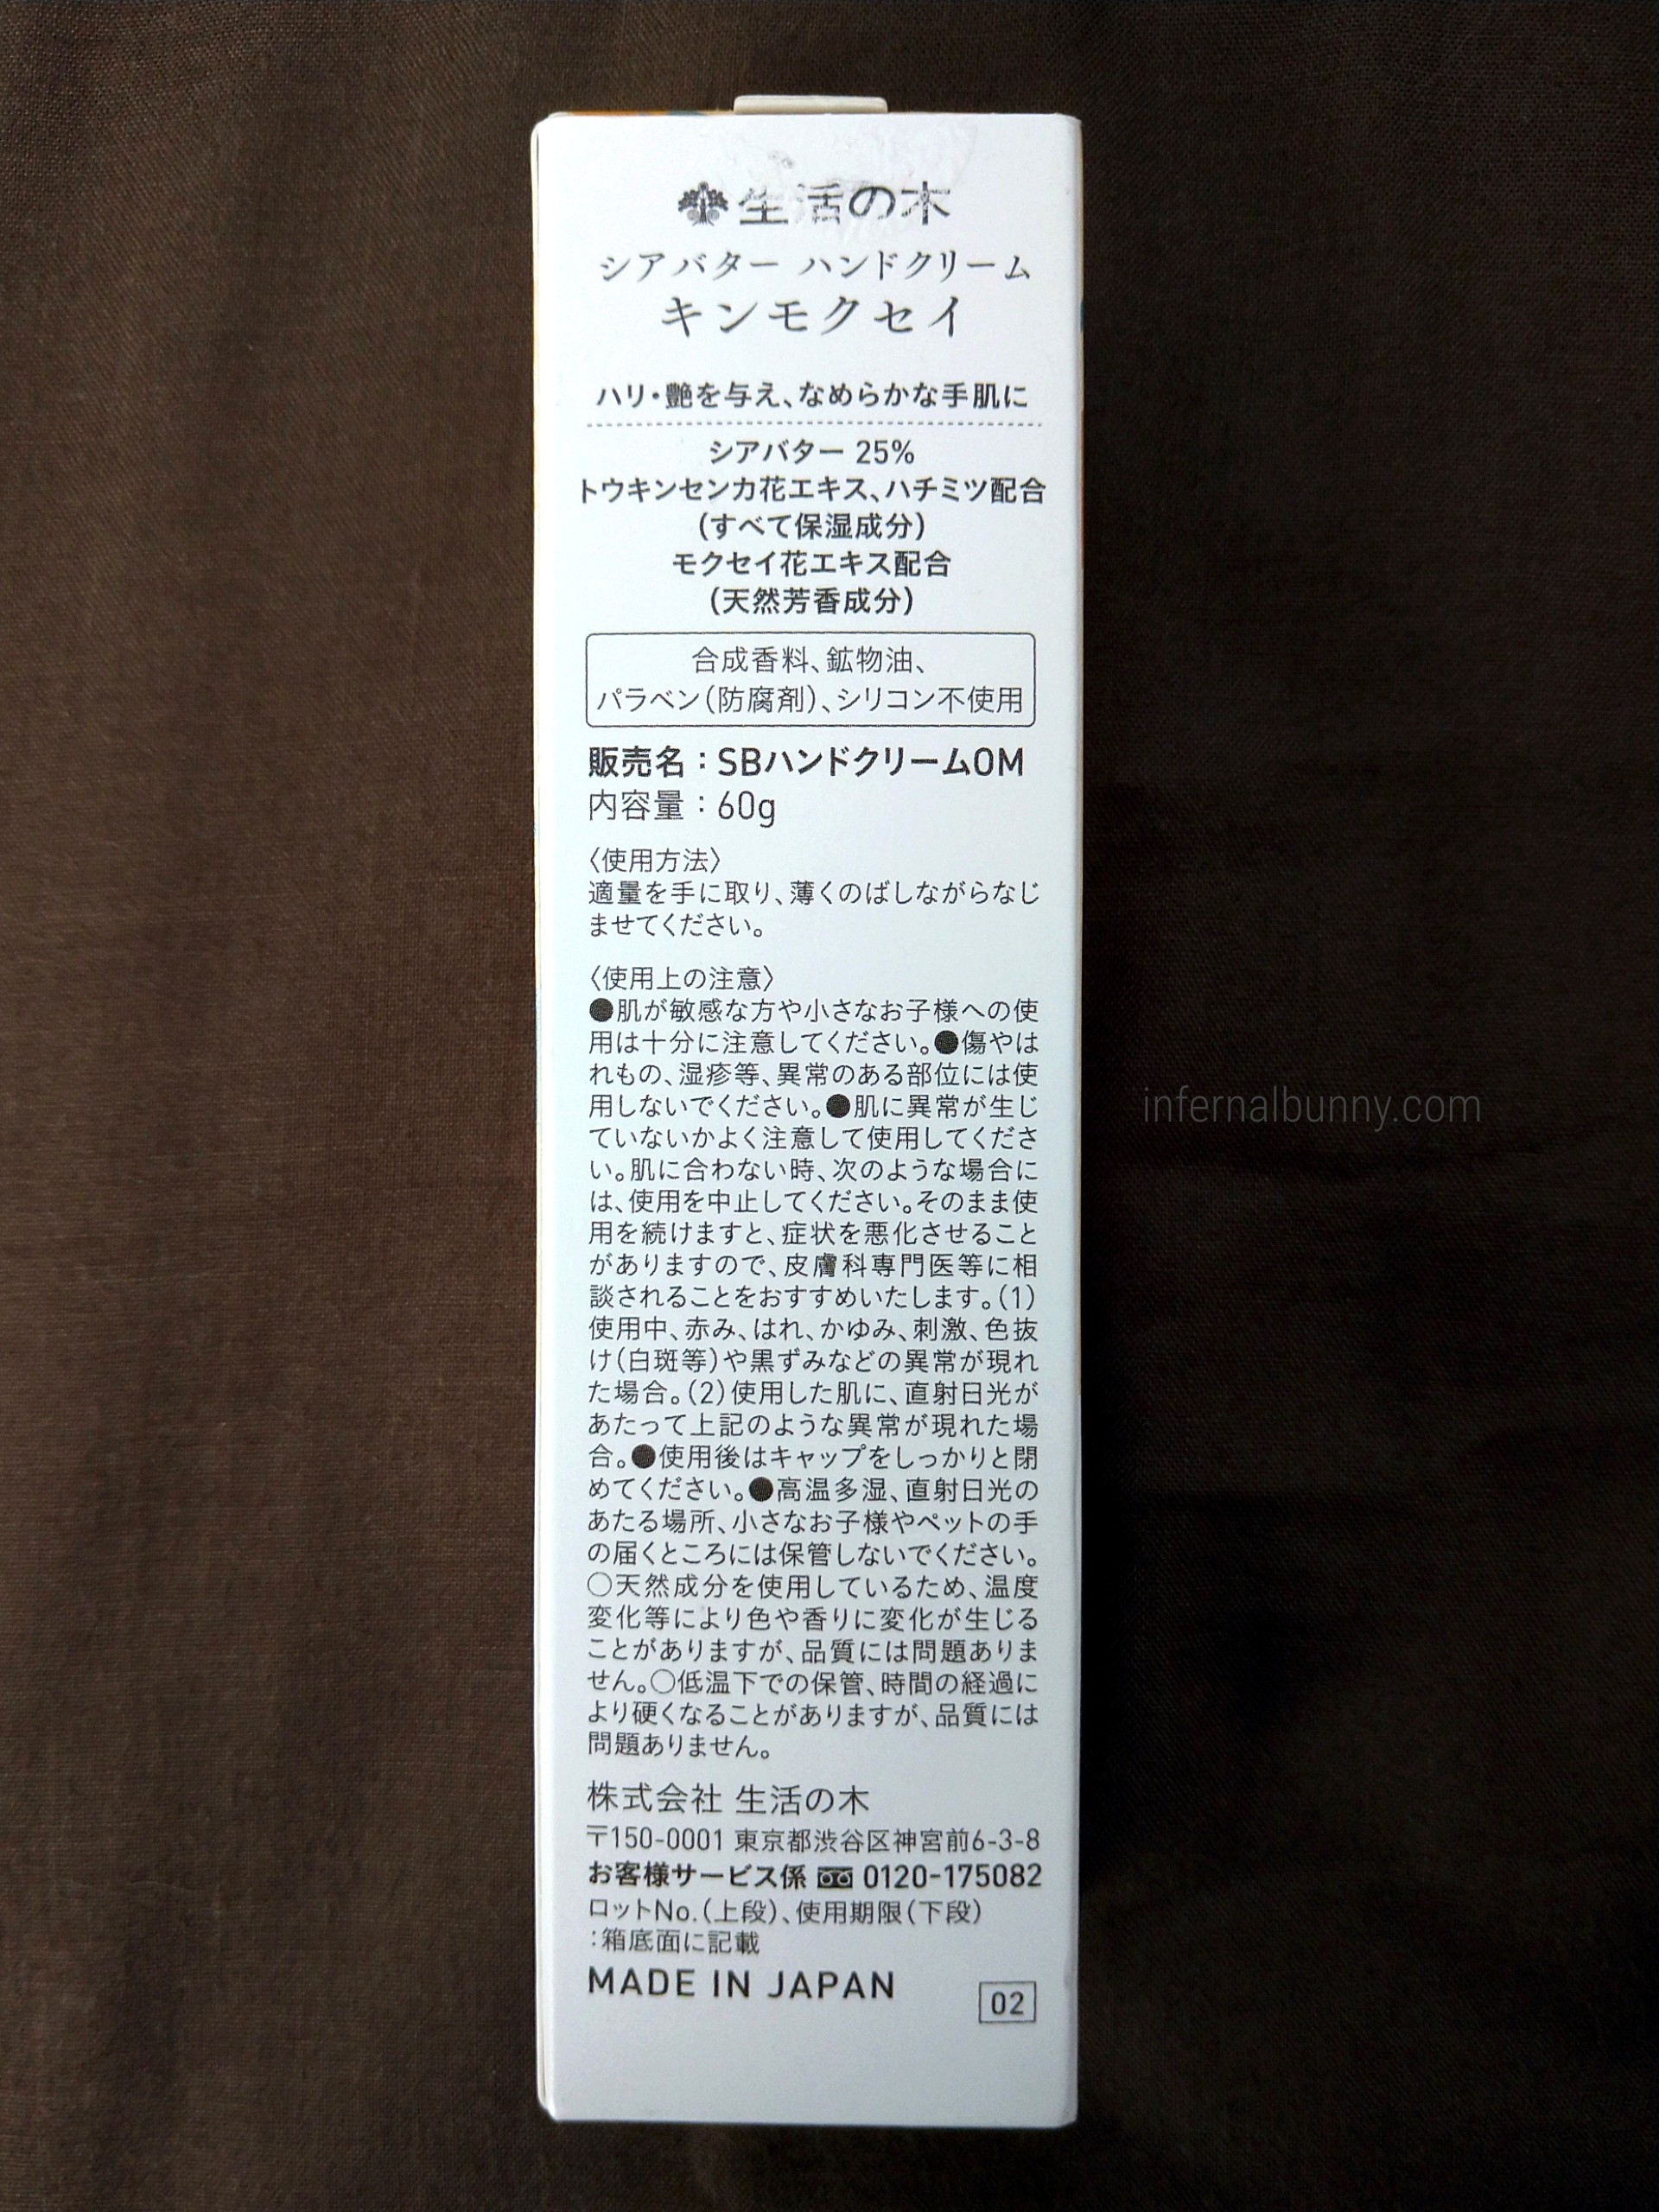 生活の木
シアバター ハンドクリーム
キンモクセイ
ハリ・艶を与え、なめらかな手肌に
シアバター 25%
トウキンセンカ花エキス、ハチミツ配合
(すべて保湿成分)
モクセイ花エキス配合
(天然芳香成分)
合成香料、鉱物油、
パラベン(防腐剤)、シリコン不使用
販売名：SBハンドクリームOM
内容量：60g
〈使用方法〉
適量を手に取り、薄くのばしながらなじ
ませてください。
〈使用上の注意〉
●肌が敏感な方や小さなお子様への使
用は十分に注意してください。●傷やは
れもの、湿疹等、異常のある部位には使
用しないでください。●肌に異常が生じ
ていないかよく注意して使用してくださ
い。肌に合わない時、次のような場合に
は、使用を中止してください。そのまま使
用を続けますと、症状を悪化させること
がありますので、皮膚科専門医等に相
談されることをおすすめいたします。(1)
使用中、赤み、はれ、かゆみ、刺激、色抜
け(白斑等)や黒ずみなどの異常が現れ
た場合。(2)使用した肌に、直射日光が
あたって上記のような異常が現れた場
合。●使用後はキャップをしっかりと閉
めてください。●高温多湿、直射日光の
あたる場所、小さなお子様やペットの手
の届くところには保管しないでください。
○天然成分を使用しているため、温度
変化等により色や香りに変化が生じる
ことがありますが、品質には問題ありま
せん。○低温下での保管、時間の経過に
より硬くなることがありますが、品質には
問題ありません。
株式会社 生活の木
〒150-0001 東京都渋谷区神宮前6-3-8
お客様サービス係 0120-175082
ロットNo.(上段)、使用期限(下段)
:箱底面に記載
MADE IN JAPAN
02
infernalbunny.com